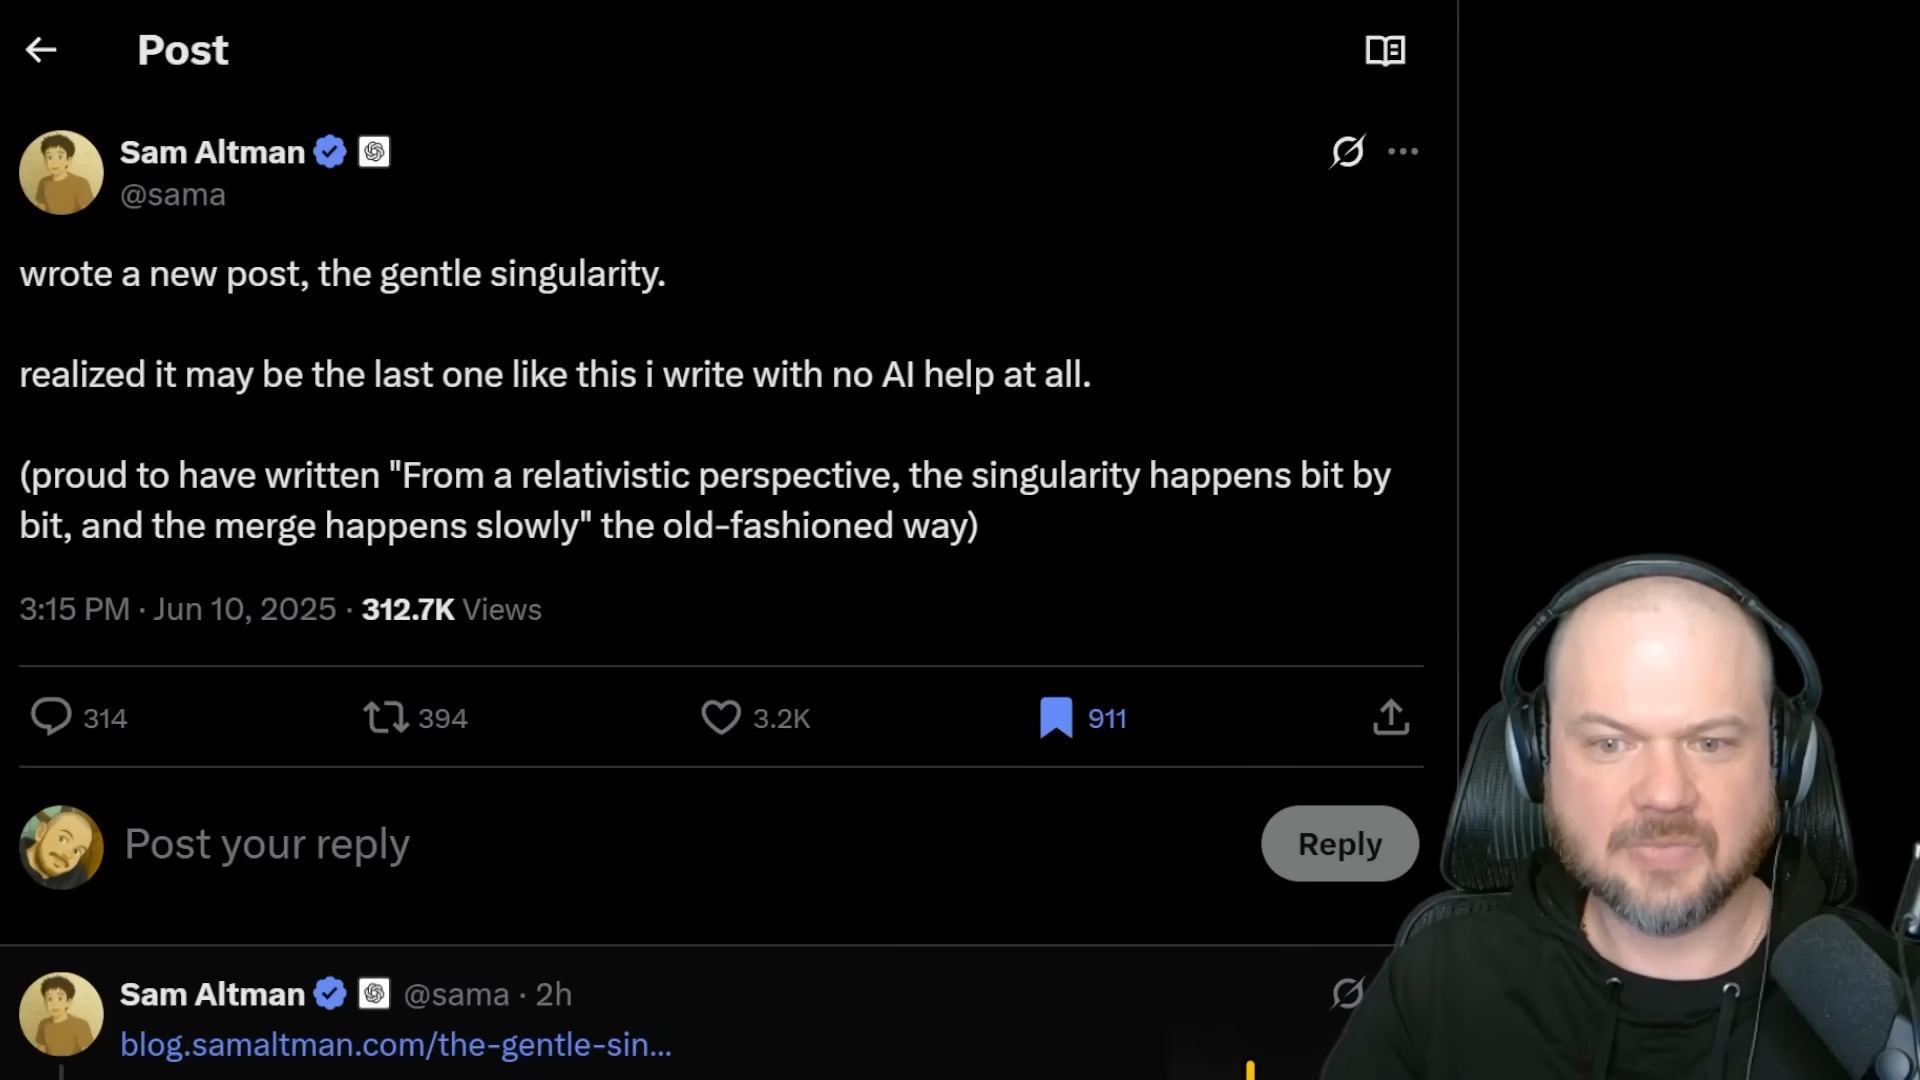 Post
Sam Altman
@sama
wrote a new post, the gentle singularity.
realized it may be the last one like this i write with no AI help at all.
(proud to have written "From a relativistic perspective, the singularity happens bit by
bit, and the merge happens slowly" the old-fashioned way)
3:15 PM · Jun 10, 2025 · 312.7K Views
314 394 3.2K 911
Post your reply Reply
Sam Altman @sama · 2h
blog.samaltman.com/the-gentle-sin...